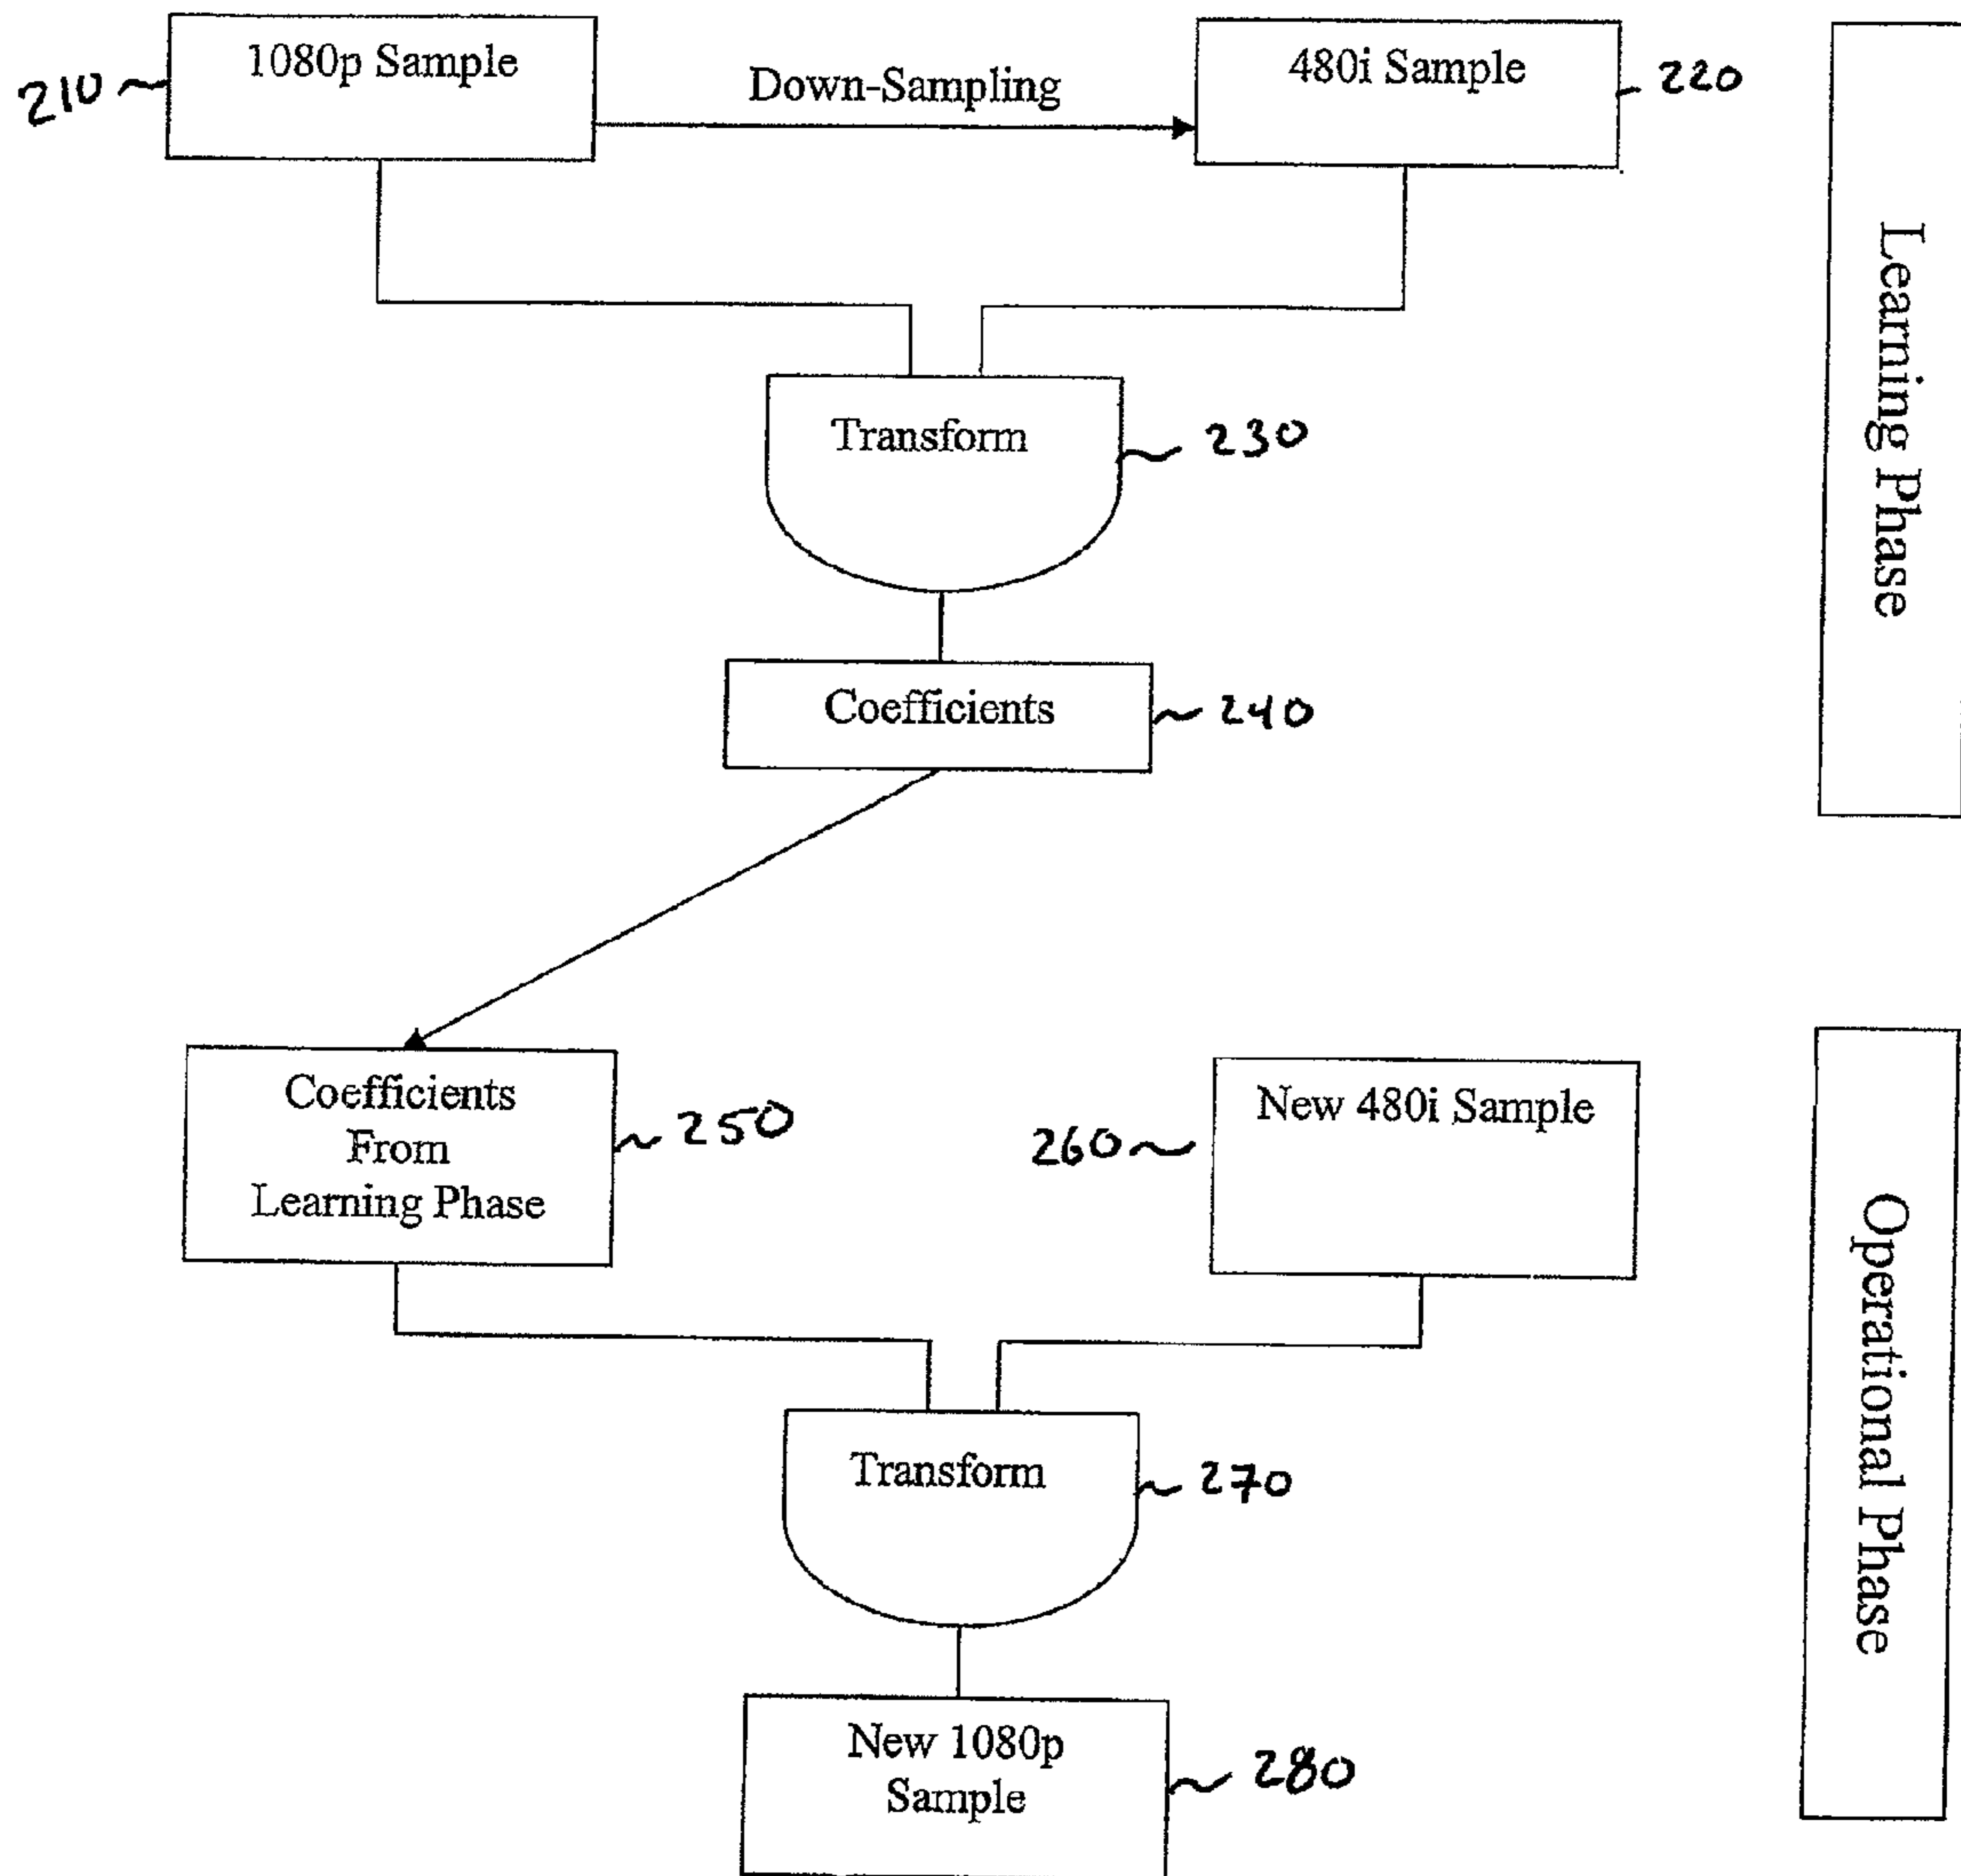 1080p Sample
210
Down-Sampling
480i Sample
220
Transform
230
Coefficients
240
Learning Phase
Coefficients
From
Learning Phase
250
New 480i Sample
260
Transform
270
New 1080p
Sample
280
Operational Phase